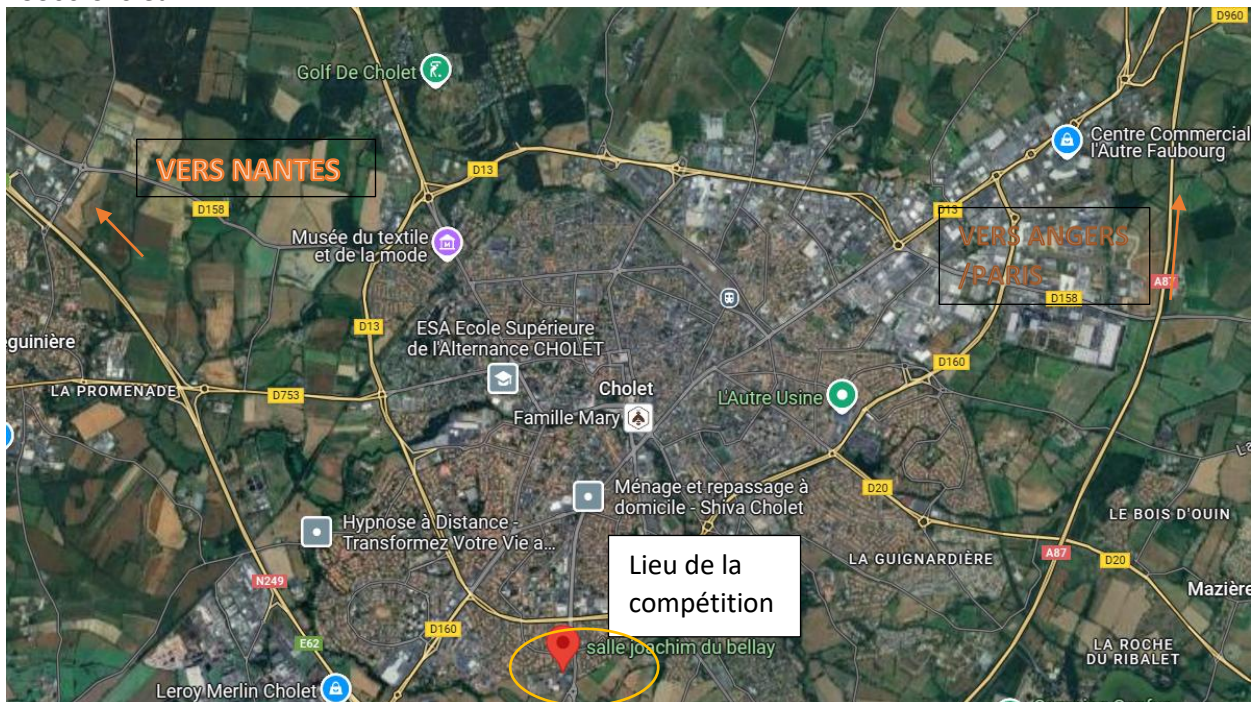 D960
Golf De Cholet
Centre Commercial
l'Autre Faubourg
VERS NANTES
D13
D158
D13
Musée du textile
et de la mode
VERS ANGERS
/PARIS
A87
D158
D13
ESA Ecole Supérieure
de l'Alternance CHOLET
eguinière
D160
LA PROMENADE
D753
Cholet
L'Autre Usine
Famille Mary
Ménage et repassage à
domicile - Shiva Cholet
D20
LE BOIS D'OUIN
Hypnose à Distance -
Transformez Votre Vie a...
Lieu de la
compétition
LA GUIGNARDIÈRE
A87
D20
N249
Mazière
D160
E62
salle joachim du bellay
LA ROCHE
DU RIBALET
Leroy Merlin Cholet